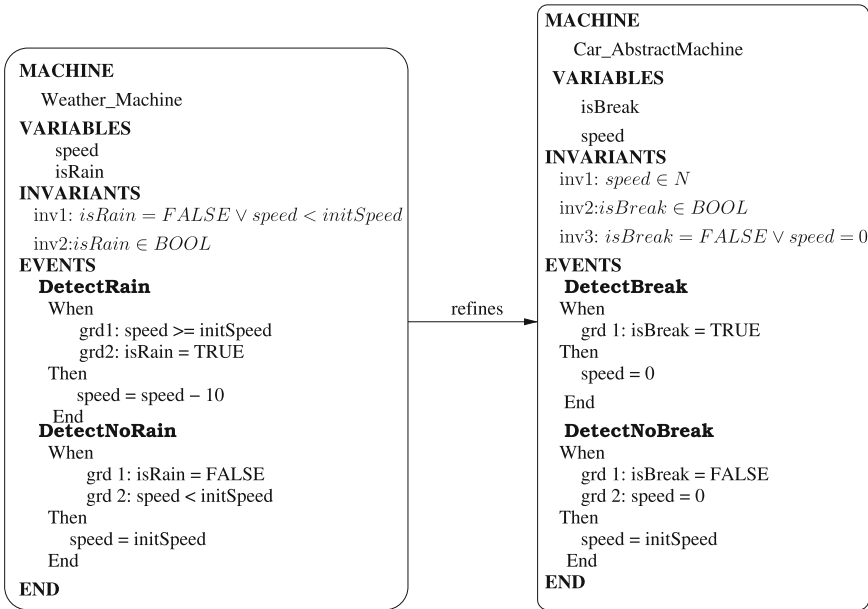 MACHINE
Weather_Machine
VARIABLES
speed
isRain
INVARIANTS
inv1: isRain = FALSE ∨ speed < initSpeed
inv2:isRain ∈ BOOL
EVENTS
DetectRain
When
grd1: speed >= initSpeed
grd2: isRain = TRUE
Then
speed = speed − 10
End
DetectNoRain
When
grd 1: isRain = FALSE
grd 2: speed < initSpeed
Then
speed = initSpeed
End
END
refines
MACHINE
Car_AbstractMachine
VARIABLES
isBreak
speed
INVARIANTS
inv1: speed ∈ N
inv2:isBreak ∈ BOOL
inv3: isBreak = FALSE ∨ speed = 0
EVENTS
DetectBreak
When
grd 1: isBreak = TRUE
Then
speed = 0
End
DetectNoBreak
When
grd 1: isBreak = FALSE
grd 2: speed = 0
Then
speed = initSpeed
End
END